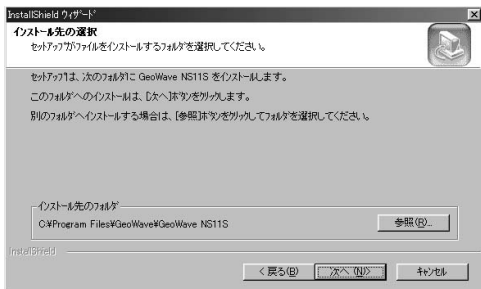 InstallShield ウィザード
インストール先の選択
セットアップがファイルをインストールするフォルダを選択してください。
セットアップは、次のフォルダに GeoWave NS11S をインストールします。
このフォルダへのインストールは、[次へ]ボタンをクリックします。
別のフォルダへインストールする場合は、[参照]ボタンをクリックしてフォルダを選択してください。
インストール先のフォルダ
C:¥Program Files¥GeoWave¥GeoWave NS11S
参照(R)...
InstallShield
< 戻る(B)
次へ (N)>
キャンセル